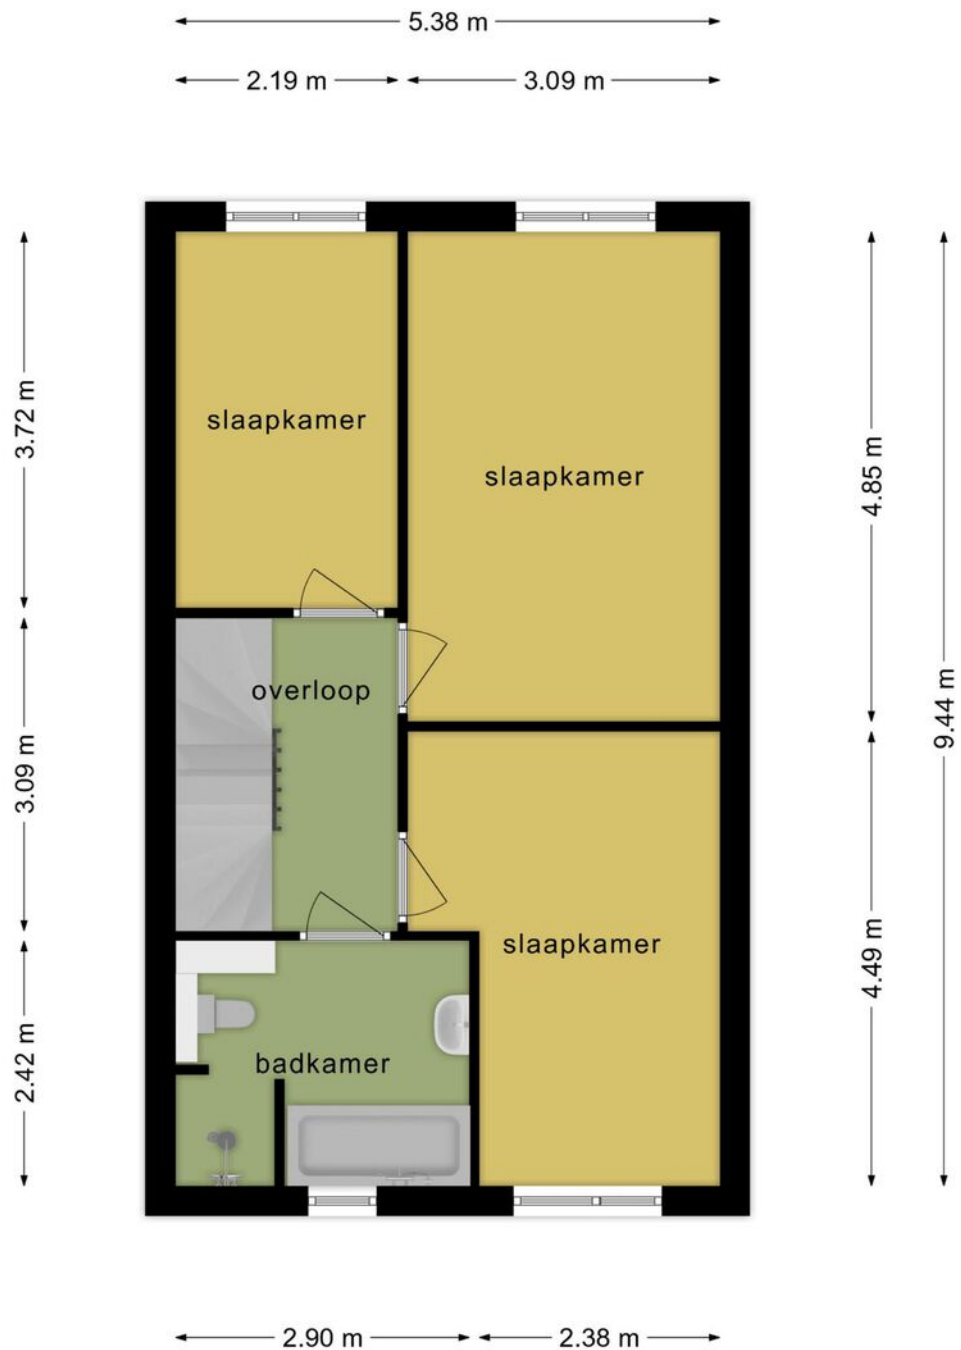 5.38 m
2.19 m
3.09 m
3.72 m
slaapkamer
slaapkamer
4.85 m
overloop
9.44 m
3.09 m
slaapkamer
4.49 m
2.42 m
badkamer
2.90 m
2.38 m